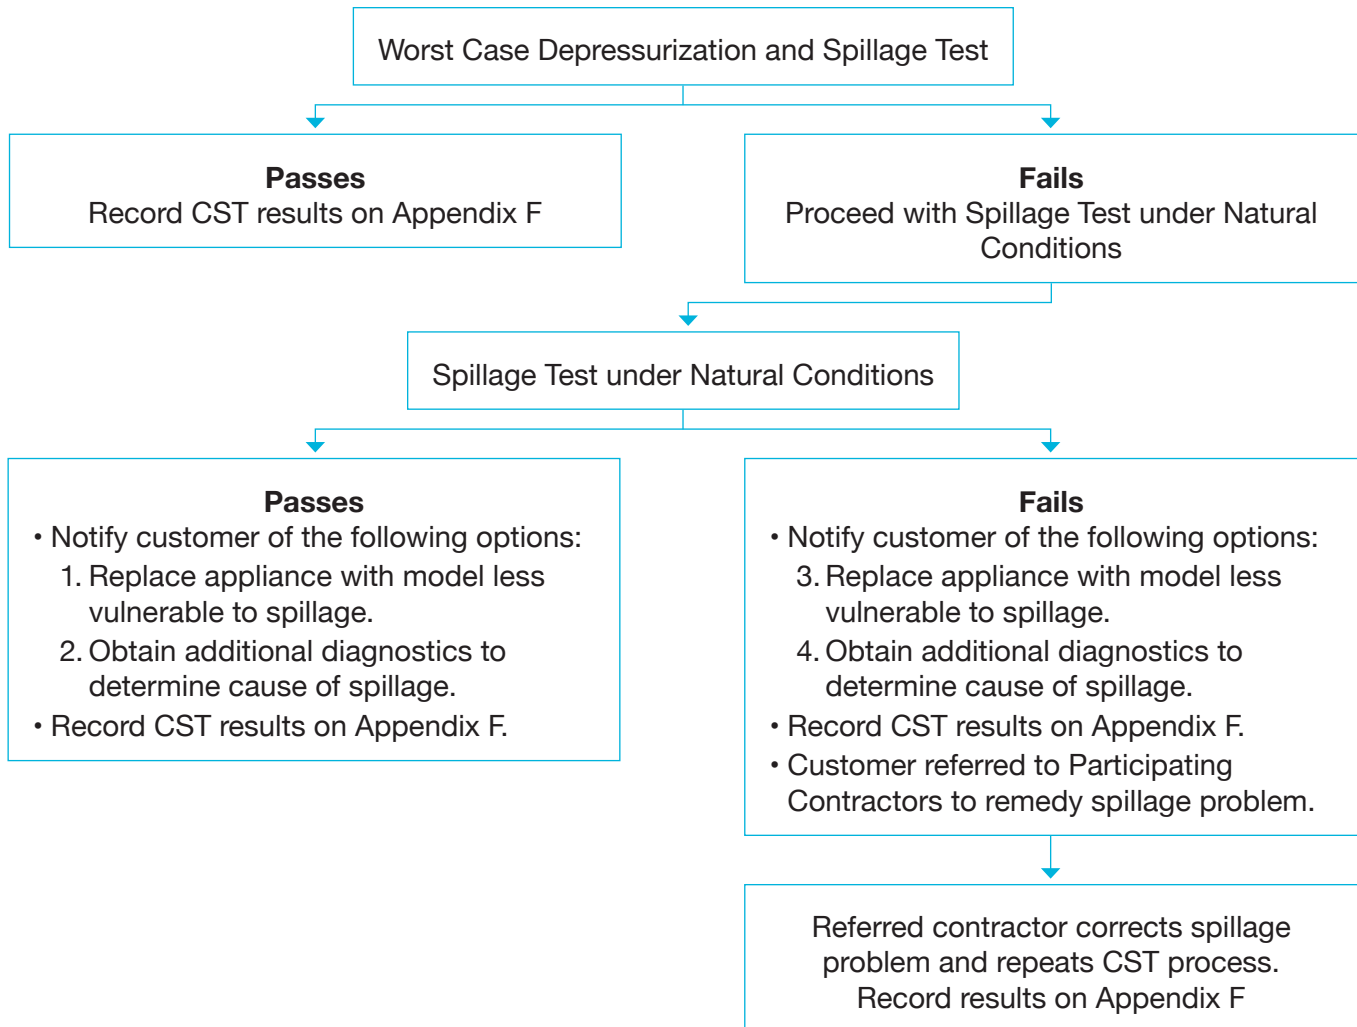 Worst Case Depressurization and Spillage Test
Passes
Record CST results on Appendix F
Fails
Proceed with Spillage Test under Natural
Conditions
Spillage Test under Natural Conditions
Passes
• Notify customer of the following options:
1. Replace appliance with model less
vulnerable to spillage.
2. Obtain additional diagnostics to
determine cause of spillage.
• Record CST results on Appendix F.
Fails
• Notify customer of the following options:
3. Replace appliance with model less
vulnerable to spillage.
4. Obtain additional diagnostics to
determine cause of spillage.
• Record CST results on Appendix F.
• Customer referred to Participating
Contractors to remedy spillage problem.
Referred contractor corrects spillage
problem and repeats CST process.
Record results on Appendix F